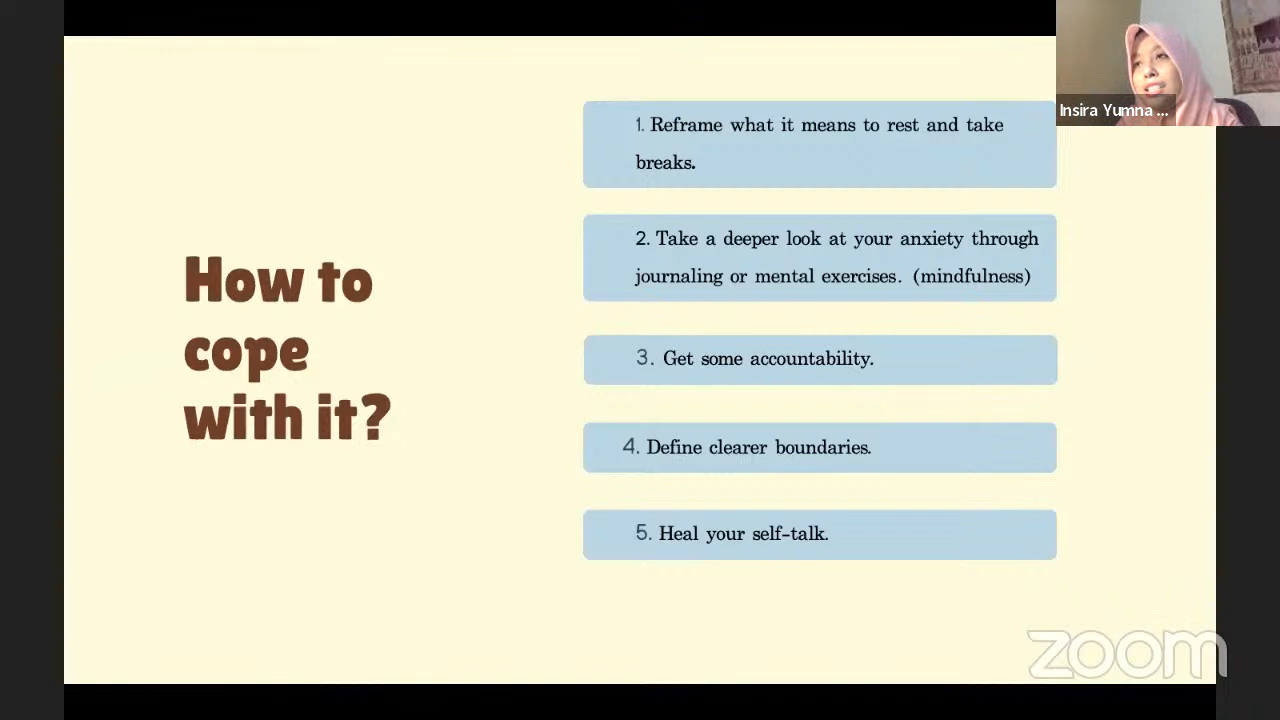 Insira Yumna ...
1. Reframe what it means to rest and take
breaks.
2. Take a deeper look at your anxiety through
journaling or mental exercises. (mindfulness)
How to
cope
with it?
3. Get some accountability.
4. Define clearer boundaries.
5. Heal your self-talk.
zoom